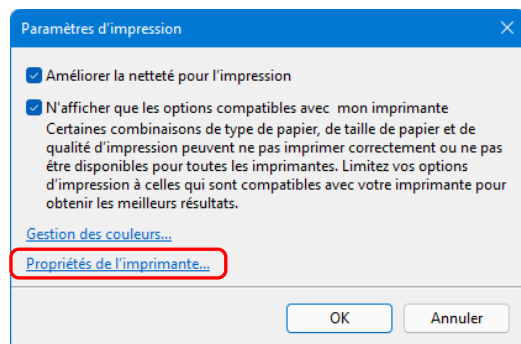 Paramètres d'impression
Améliorer la netteté pour l'impression
N'afficher que les options compatibles avec  mon imprimante
Certaines combinaisons de type de papier, de taille de papier et de
qualité d'impression peuvent ne pas imprimer correctement ou ne pas
être disponibles pour toutes les imprimantes. Limitez vos options
d'impression à celles qui sont compatibles avec votre imprimante pour
obtenir les meilleurs résultats.
Gestion des couleurs...
Propriétés de l'imprimante...
OK
Annuler